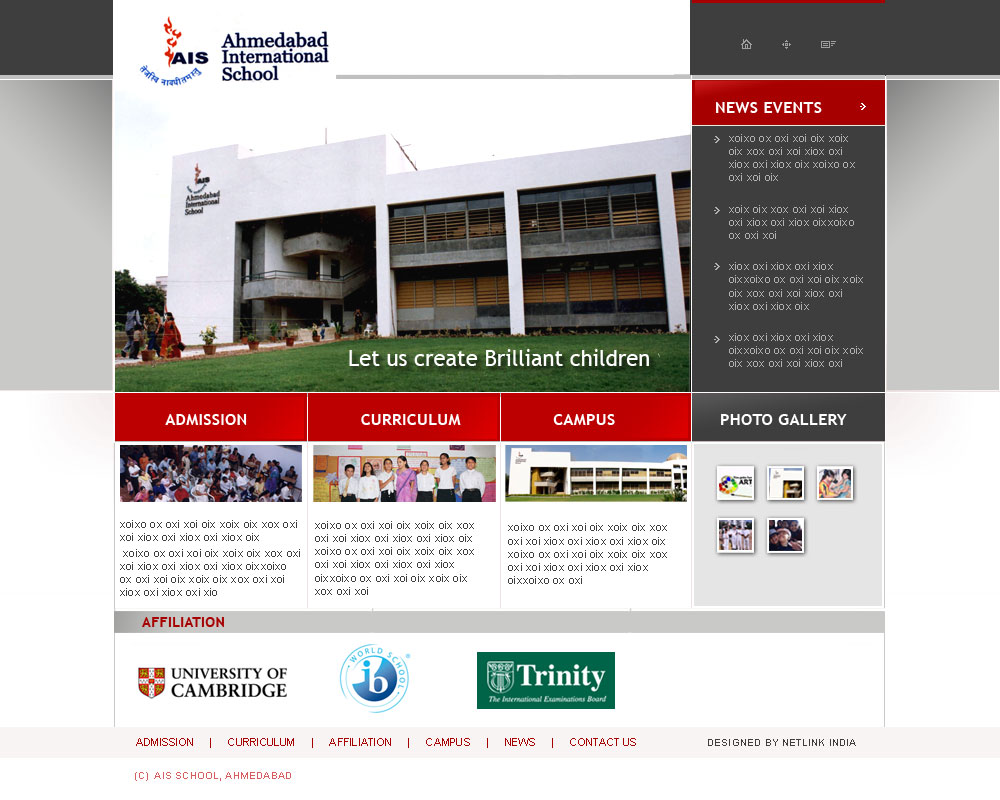 AIS
तेजस्वि नावधीतमस्तु
Ahmedabad
International
School
NEWS EVENTS
xoixo ox oxi xoi oix xoix
oix xox oxi xoi xiox oxi
xiox oxi xiox oix xoixo ox
oxi xoi oix
xoix oix xox oxi xoi xiox
oxi xiox oxi xiox oixxoixo
ox oxi xoi
xiox oxi xiox oxi xiox
oixxoixo ox oxi xoi oix xoix
oix xox oxi xoi xiox oxi
xiox oxi xiox oix
xiox oxi xiox oxi xiox
oixxoixo ox oxi xoi oix xoix
oix xox oxi xoi xiox oxi
AIS
Ahmedabad
International
School
Let us create Brilliant children
ADMISSION
CURRICULUM
CAMPUS
PHOTO GALLERY
ART
xoixo ox oxi xoi oix xoix oix xox oxi
xoi xiox oxi xiox oxi xiox oix
xoixo ox oxi xoi oix xoix oix xox oxi
xoi xiox oxi xiox oxi xiox oixxoixo
ox oxi xoi oix xoix oix xox oxi xoi
xiox oxi xiox oxi xio
xoixo ox oxi xoi oix xoix oix xox
oxi xoi xiox oxi xiox oxi xiox oix
xoixo ox oxi xoi oix xoix oix xox
oxi xoi xiox oxi xiox oxi xiox
oixxoixo ox oxi xoi oix xoix oix
xox oxi xoi
xoixo ox oxi xoi oix xoix oix xox
oxi xoi xiox oxi xiox oxi xiox oix
xoixo ox oxi xoi oix xoix oix xox
oxi xoi xiox oxi xiox oxi xiox
oixxoixo ox oxi
AFFILIATION
UNIVERSITY OF
CAMBRIDGE
WORLD SCHOOL
ib
®
Trinity
The International Examinations Board
ADMISSION | CURRICULUM | AFFILIATION | CAMPUS | NEWS | CONTACT US
DESIGNED BY NETLINK INDIA
(C) AIS SCHOOL, AHMEDABAD